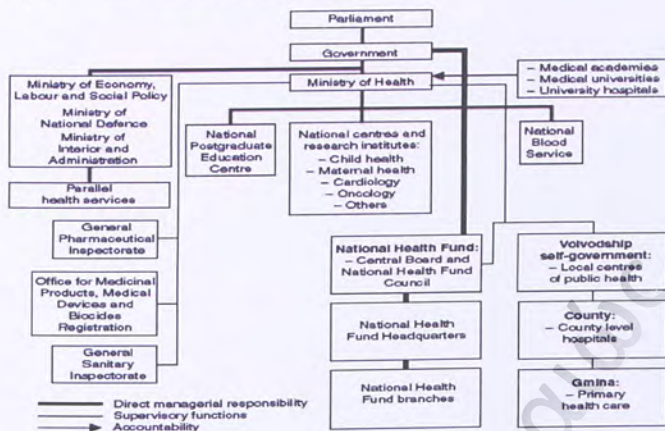 Parliament
Government
Ministry of Economy,
Labour and Social Policy
Ministry of
National Defence
Ministry of
Interior and
Administration
Ministry of Health
– Medical academies
– Medical universities
– University hospitals
National
Postgraduate
Education
Centre
National centres and
research institutes:
– Child health
– Maternal health
– Cardiology
– Oncology
– Others
National
Blood
Service
Parallel
health services
General
Pharmaceutical
Inspectorate
National Health Fund:
– Central Board and
National Health Fund
Council
Voivodship
self-government:
– Local centres
of public health
Office for Medicinal
Products, Medical
Devices and
Biocides
Registration
National Health
Fund Headquarters
County:
– County level
hospitals
General
Sanitary
Inspectorate
National Health
Fund branches
Gmina:
– Primary
health care
Direct managerial responsibility
Supervisory functions
Accountability